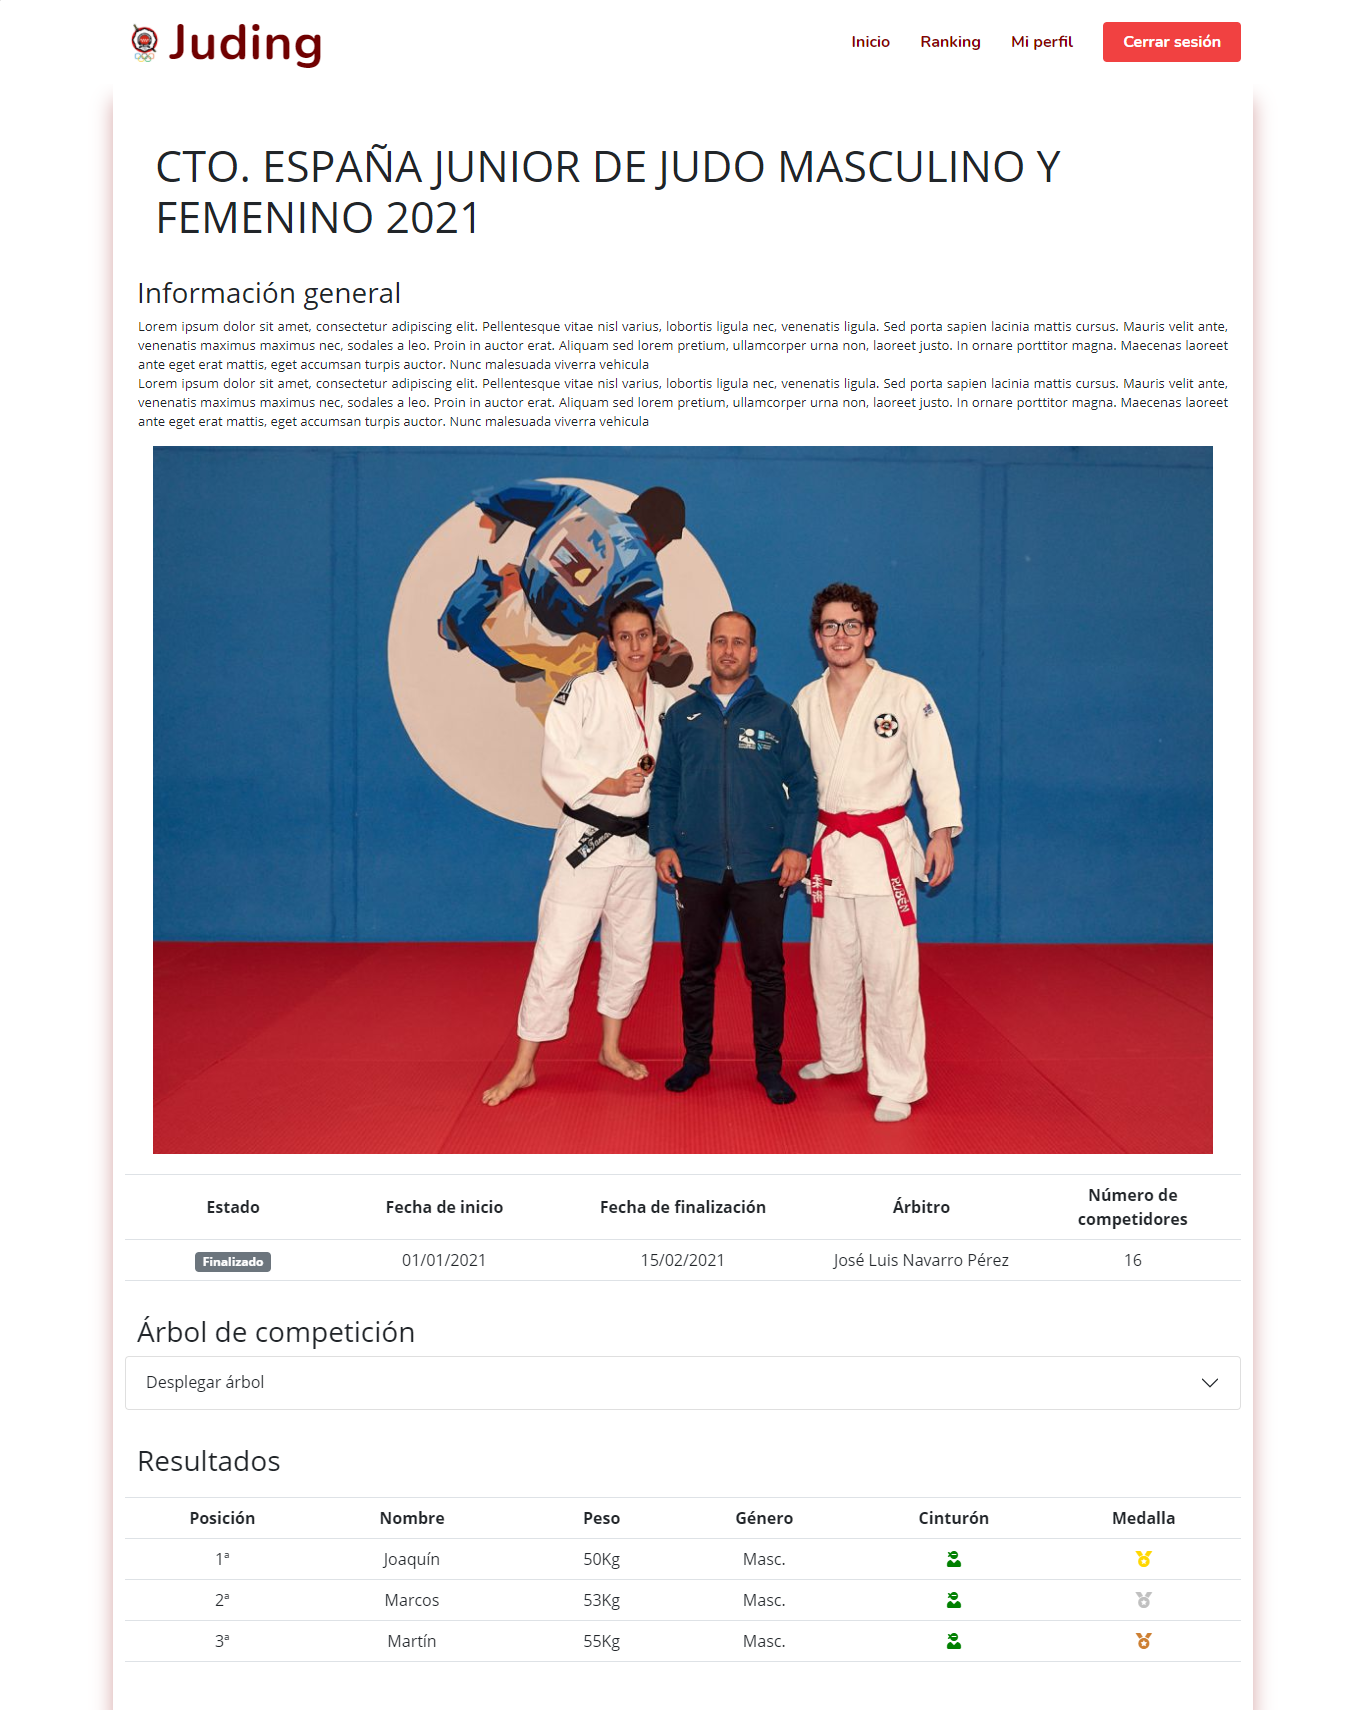 Juding
Inicio Ranking Mi perfil Cerrar sesión
CTO. ESPAÑA JUNIOR DE JUDO MASCULINO Y
FEMENINO 2021
Información general
Lorem ipsum dolor sit amet, consectetur adipiscing elit. Pellentesque vitae nisl varius, lobortis ligula nec, venenatis ligula. Sed porta sapien lacinia mattis cursus. Mauris velit ante,
venenatis maximus maximus nec, sodales a leo. Proin in auctor erat. Aliquam sed lorem pretium, ullamcorper urna non, laoreet justo. In ornare porttitor magna. Maecenas laoreet
ante eget erat mattis, eget accumsan turpis auctor. Nunc malesuada viverra vehicula
Lorem ipsum dolor sit amet, consectetur adipiscing elit. Pellentesque vitae nisl varius, lobortis ligula nec, venenatis ligula. Sed porta sapien lacinia mattis cursus. Mauris velit ante,
venenatis maximus maximus nec, sodales a leo. Proin in auctor erat. Aliquam sed lorem pretium, ullamcorper urna non, laoreet justo. In ornare porttitor magna. Maecenas laoreet
ante eget erat mattis, eget accumsan turpis auctor. Nunc malesuada viverra vehicula
RUBÉN
Estado Fecha de inicio Fecha de finalización Árbitro Número de
competidores
Finalizado 01/01/2021 15/02/2021 José Luis Navarro Pérez 16
Árbol de competición
Desplegar árbol
Resultados
Posición Nombre Peso Género Cinturón Medalla
1ª Joaquín 50Kg Masc.
2ª Marcos 53Kg Masc.
3ª Martín 55Kg Masc.